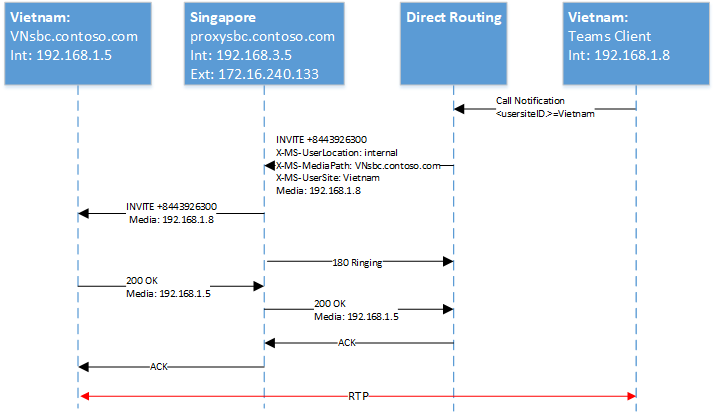 Vietnam:
VNsbc.contoso.com
Int: 192.168.1.5
Singapore
proxysbc.contoso.com
Int: 192.168.3.5
Ext: 172.16.240.133
Direct Routing
Vietnam:
Teams Client
Int: 192.168.1.8
Call Notification
<usersiteID.>=Vietnam
INVITE +8443926300
X-MS-UserLocation: internal
X-MS-MediaPath: VNsbc.contoso.com
X-MS-UserSite: Vietnam
Media: 192.168.1.8
INVITE +8443926300
Media: 192.168.1.8
180 Ringing
200 OK
Media: 192.168.1.5
200 OK
Media: 192.168.1.5
ACK
ACK
RTP